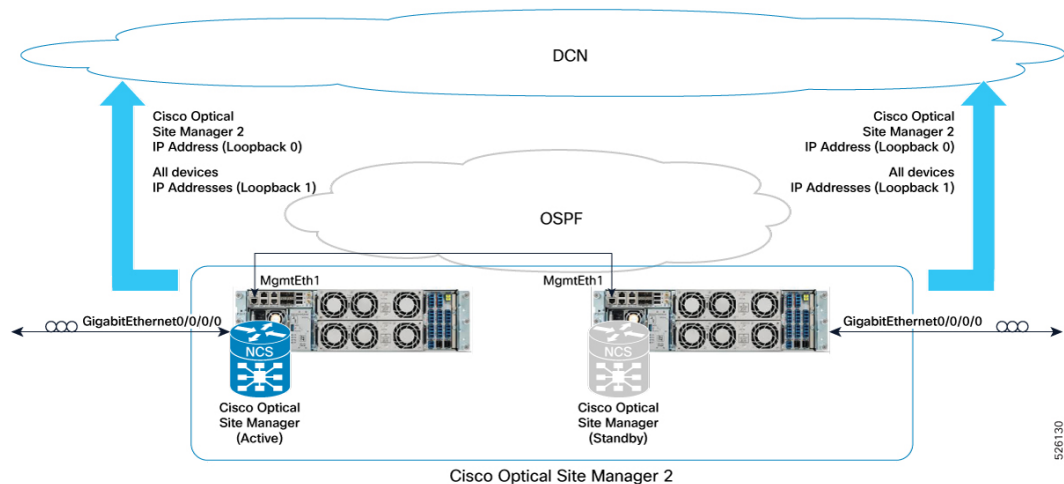 DCN
Cisco Optical
Site Manager 2
IP Address (Loopback 0)
All devices
IP Addresses (Loopback 1)
Cisco Optical
Site Manager 2
IP Address (Loopback 0)
All devices
IP Addresses (Loopback 1)
OSPF
MgmtEth1
MgmtEth1
GigabitEthernet0/0/0/0
GigabitEthernet0/0/0/0
NCS
NCS
Cisco Optical
Site Manager
(Active)
Cisco Optical
Site Manager
(Standby)
Cisco Optical Site Manager 2
526130